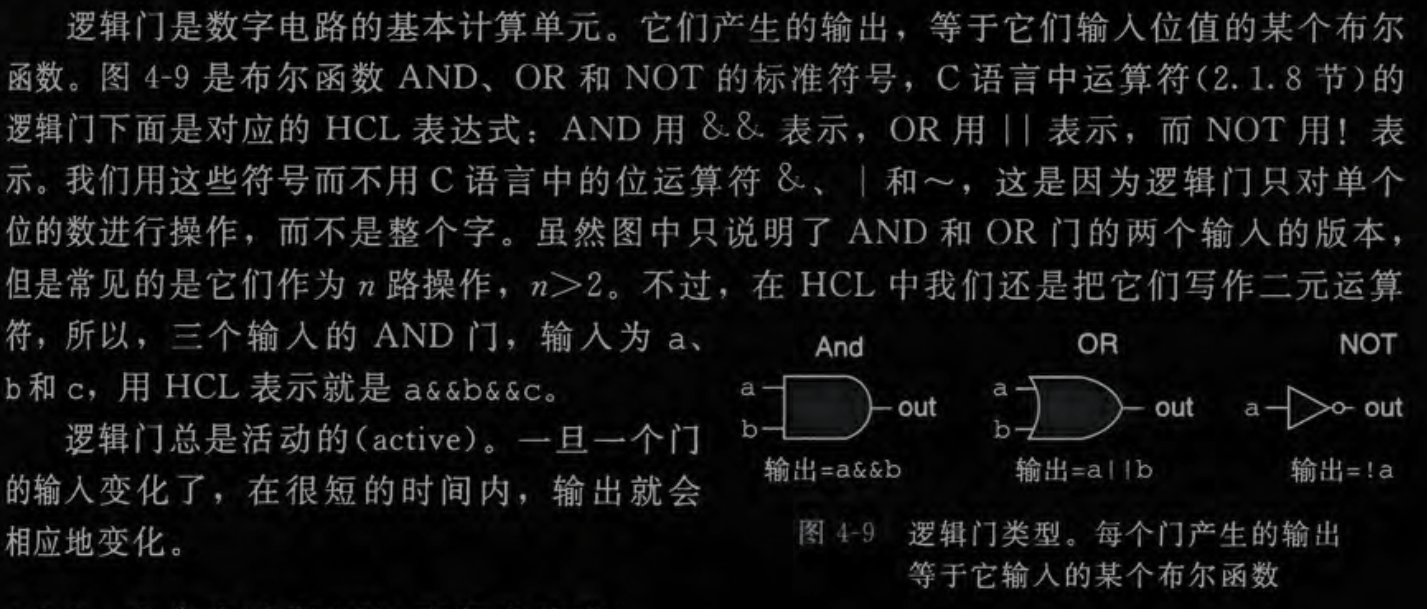 逻辑门是数字电路的基本计算单元。它们产生的输出，等于它们输入位值的某个布尔
函数。图 4-9 是布尔函数 AND、OR 和 NOT 的标准符号，C 语言中运算符(2.1.8 节)的
逻辑门下面是对应的 HCL 表达式：AND 用 && 表示，OR 用 || 表示，而 NOT 用! 表
示。我们用这些符号而不用 C 语言中的位运算符 &、| 和～，这是因为逻辑门只对单个
位的数进行操作，而不是整个字。虽然图中只说明了 AND 和 OR 门的两个输入的版本，
但是常见的是它们作为 n 路操作，n>2。不过，在 HCL 中我们还是把它们写作二元运算
符，所以，三个输入的 AND 门，输入为 a、
b 和 c，用 HCL 表示就是 a&&b&&c。
逻辑门总是活动的(active)。一旦一个门
的输入变化了，在很短的时间内，输出就会
相应地变化。
And OR NOT
a b out a b out a out
输出=a&&b 输出=a||b 输出=!a
图 4-9 逻辑门类型。每个门产生的输出
等于它输入的某个布尔函数